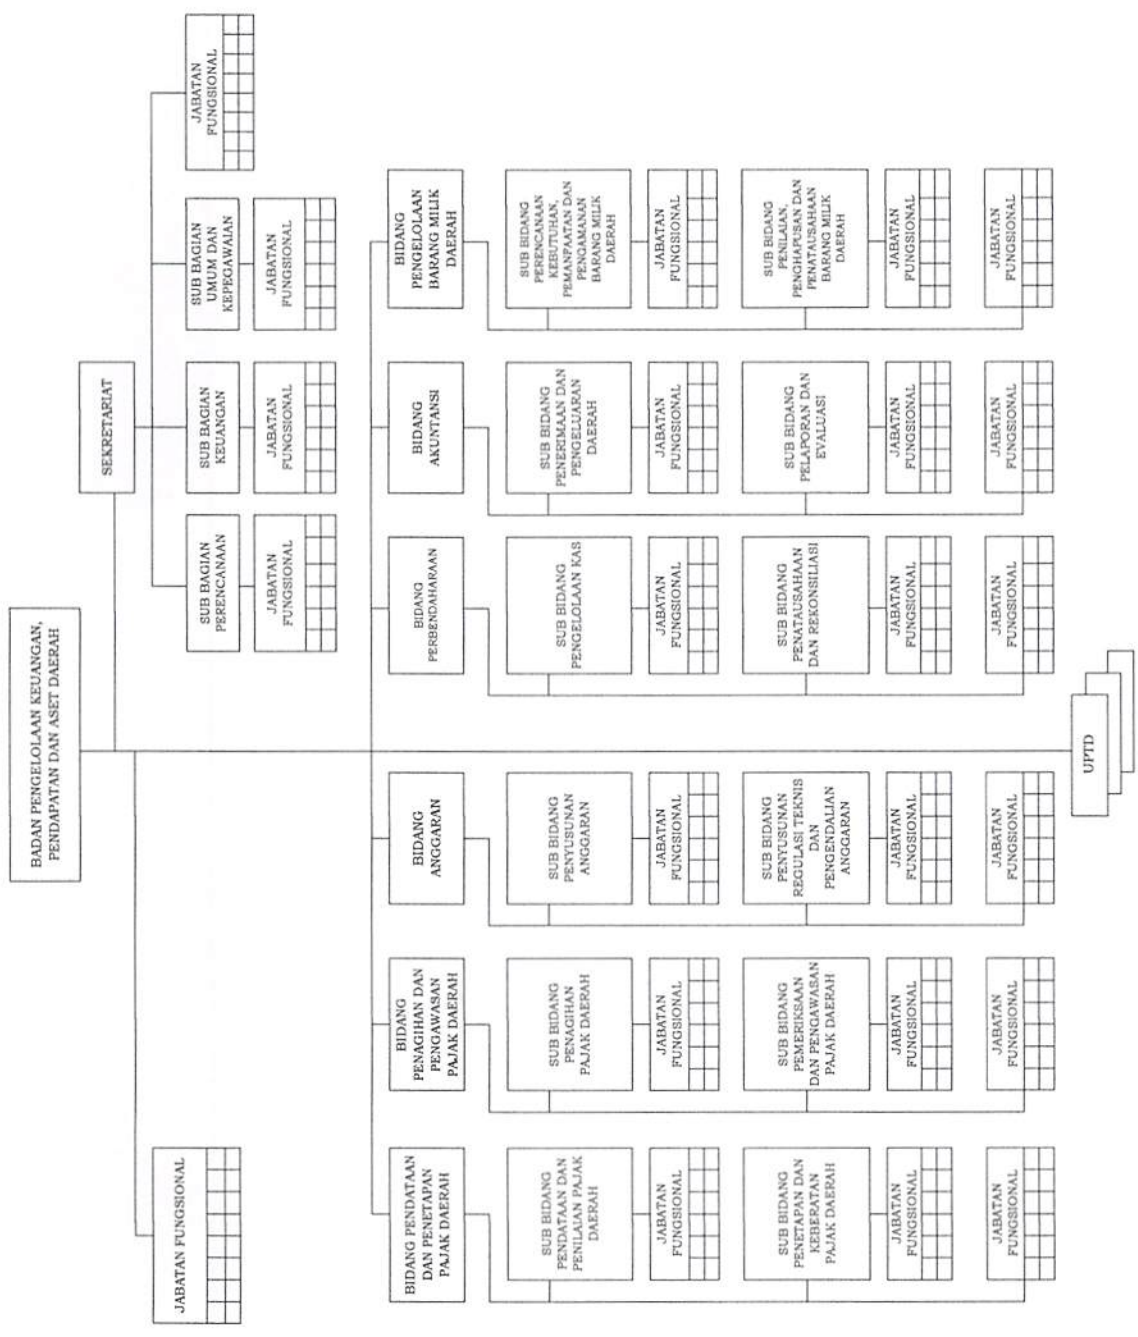 BADAN PENGELOLAAN KEUANGAN,
PENDAPATAN DAN ASET DAERAH
JABATAN FUNGSIONAL
SEKRETARIAT
SUB BAGIAN
PERENCANAAN
JABATAN
FUNGSIONAL
SUB BAGIAN
KEUANGAN
JABATAN
FUNGSIONAL
SUB BAGIAN
UMUM DAN
KEPEGAWAIAN
JABATAN
FUNGSIONAL
JABATAN
FUNGSIONAL
BIDANG PENDATAAN
DAN PENETAPAN
PAJAK DAERAH
SUB BIDANG
PENDATAAN DAN
PENILAIAN PAJAK
DAERAH
JABATAN
FUNGSIONAL
SUB BIDANG
PENETAPAN DAN
KEBERATAN
PAJAK DAERAH
JABATAN
FUNGSIONAL
JABATAN
FUNGSIONAL
BIDANG
PENAGIHAN DAN
PENGAWASAN
PAJAK DAERAH
SUB BIDANG
PENAGIHAN
PAJAK DAERAH
JABATAN
FUNGSIONAL
SUB BIDANG
PEMERIKSAAN
DAN PENGAWASAN
PAJAK DAERAH
JABATAN
FUNGSIONAL
JABATAN
FUNGSIONAL
BIDANG
ANGGARAN
SUB BIDANG
PENYUSUNAN
ANGGARAN
JABATAN
FUNGSIONAL
SUB BIDANG
PENYUSUNAN
REGULASI TEKNIS
DAN
PENGENDALIAN
ANGGARAN
JABATAN
FUNGSIONAL
JABATAN
FUNGSIONAL
BIDANG
PERBENDAHARAAN
SUB BIDANG
PENGELOLAAN KAS
JABATAN
FUNGSIONAL
SUB BIDANG
PENATAUSAHAAN
DAN REKONSILIASI
JABATAN
FUNGSIONAL
JABATAN
FUNGSIONAL
BIDANG
AKUNTANSI
SUB BIDANG
PENERIMAAN DAN
PENGELUARAN
DAERAH
JABATAN
FUNGSIONAL
SUB BIDANG
PELAPORAN DAN
EVALUASI
JABATAN
FUNGSIONAL
JABATAN
FUNGSIONAL
BIDANG
PENGELOLAAN
BARANG MILIK
DAERAH
SUB BIDANG
PERENCANAAN
KEBUTUHAN,
PEMANFAATAN DAN
PENGAMANAN
BARANG MILIK
DAERAH
JABATAN
FUNGSIONAL
SUB BIDANG
PENILAIAN,
PENGHAPUSAN DAN
PENATAUSAHAAN
BARANG MILIK
DAERAH
JABATAN
FUNGSIONAL
JABATAN
FUNGSIONAL
UPTD